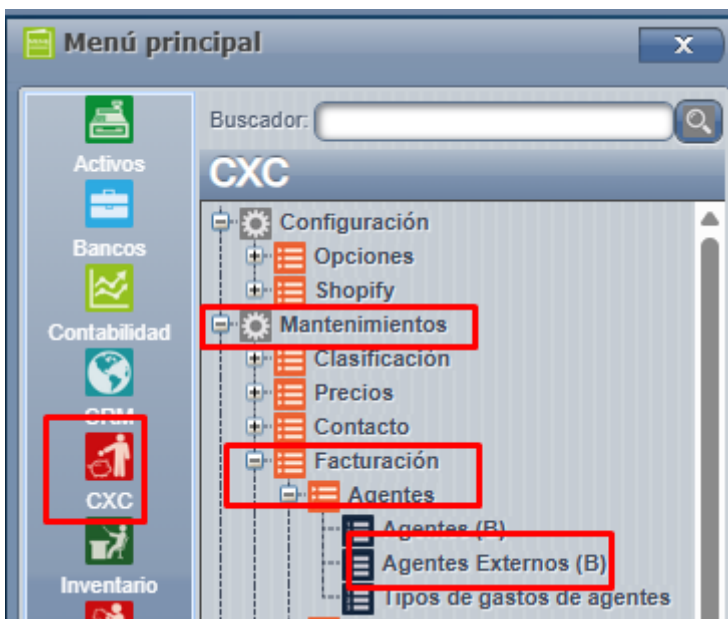 Menú principal
X
Buscador:
Activos
Bancos
Contabilidad
CRM
CXC
Inventario
CXC
Configuración
Opciones
Shopify
Mantenimientos
Clasificación
Precios
Contacto
Facturación
Agentes
Agentes (B)
Agentes Externos (B)
Tipos de gastos de agentes